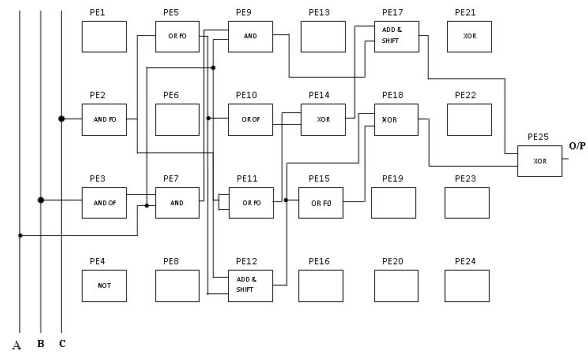 PE1 PE5 PE9 PE13 PE17 PE21
OR FO AND ADD & SHIFT XOR
PE2 PE6 PE10 PE14 PE18 PE22
AND FO OR OF XOR XOR
PE25
XOR O/P
PE3 PE7 PE11 PE15 PE19 PE23
AND OF AND OR FO OR FO
PE4 PE8 PE12 PE16 PE20 PE24
NOT ADD & SHIFT
A B C